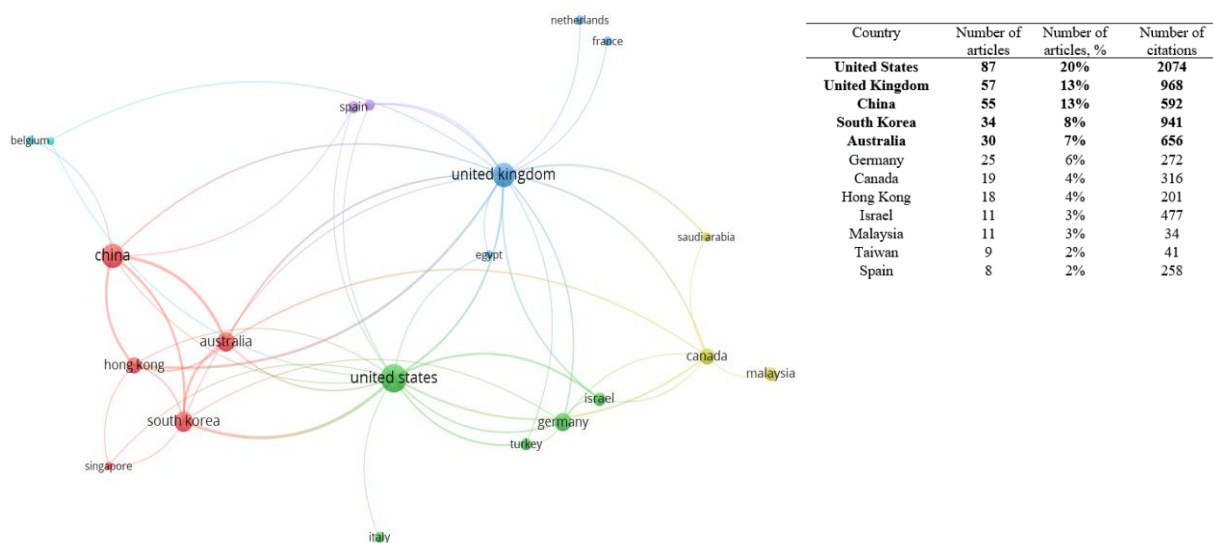 netherlands
france
spain
belgium
united kingdom
saudi arabia
china
egypt
australia
hong kong
canada
united states
malaysia
israel
south korea
germany
turkey
singapore
italy
Country Number of articles Number of articles, % Number of citations
United States 87 20% 2074
United Kingdom 57 13% 968
China 55 13% 592
South Korea 34 8% 941
Australia 30 7% 656
Germany 25 6% 272
Canada 19 4% 316
Hong Kong 18 4% 201
Israel 11 3% 477
Malaysia 11 3% 34
Taiwan 9 2% 41
Spain 8 2% 258